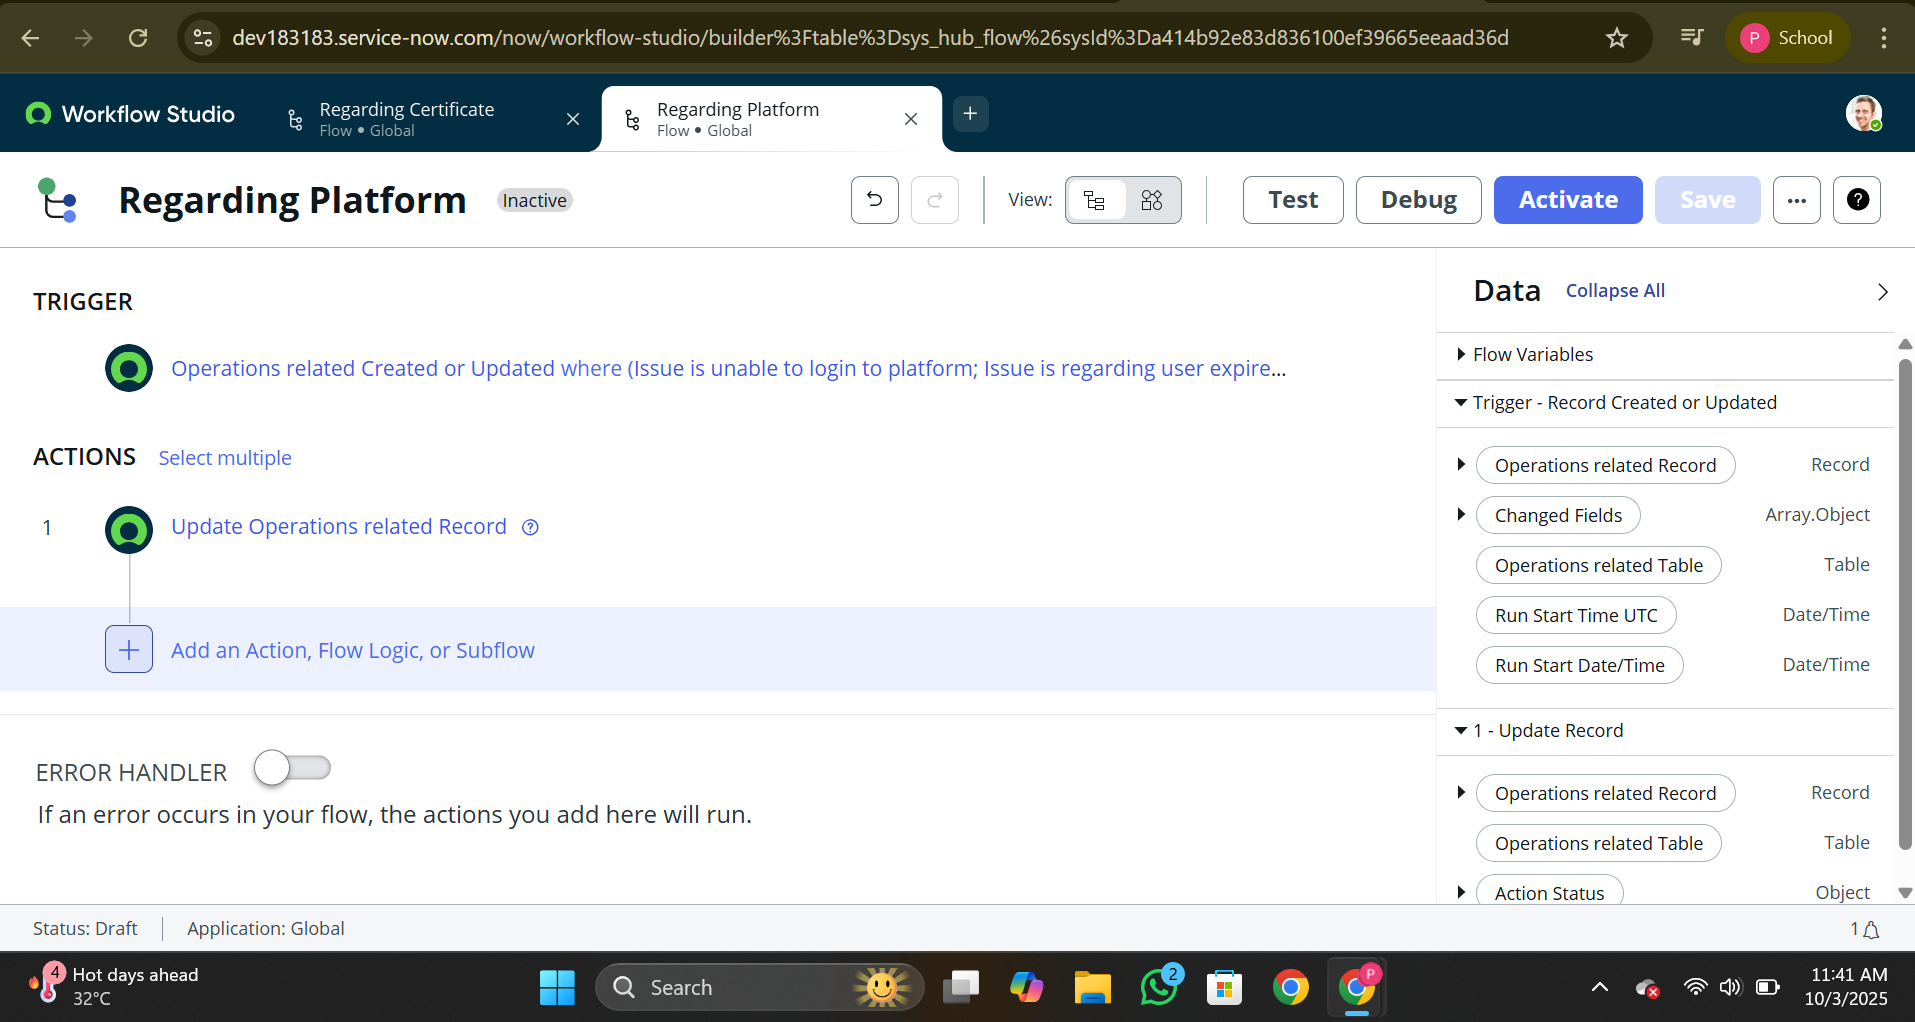 dev183183.service-now.com/now/workflow-studio/builder%3Ftable%3Dsys_hub_flow%26sysId%3Da414b92e83d836100ef39665eeaad36d
P School
Workflow Studio
Regarding Certificate
Flow • Global
Regarding Platform
Flow • Global
Regarding Platform
Inactive
View:
Test
Debug
Activate
Save
?
TRIGGER
Operations related Created or Updated where (Issue is unable to login to platform; Issue is regarding user expire...
ACTIONS Select multiple
1 Update Operations related Record ?
Add an Action, Flow Logic, or Subflow
ERROR HANDLER
If an error occurs in your flow, the actions you add here will run.
Data Collapse All
Flow Variables
Trigger - Record Created or Updated
Operations related Record Record
Changed Fields Array.Object
Operations related Table Table
Run Start Time UTC Date/Time
Run Start Date/Time Date/Time
1 - Update Record
Operations related Record Record
Operations related Table Table
Action Status Object
Status: Draft Application: Global 1
4
Hot days ahead
32°C
Search
2
P
11:41 AM
10/3/2025